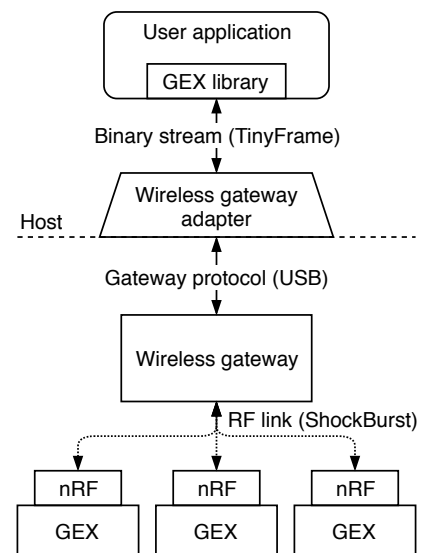 User application
GEX library
Binary stream (TinyFrame)
Wireless gateway
adapter
Host
Gateway protocol (USB)
Wireless gateway
RF link (ShockBurst)
nRF nRF nRF
GEX GEX GEX